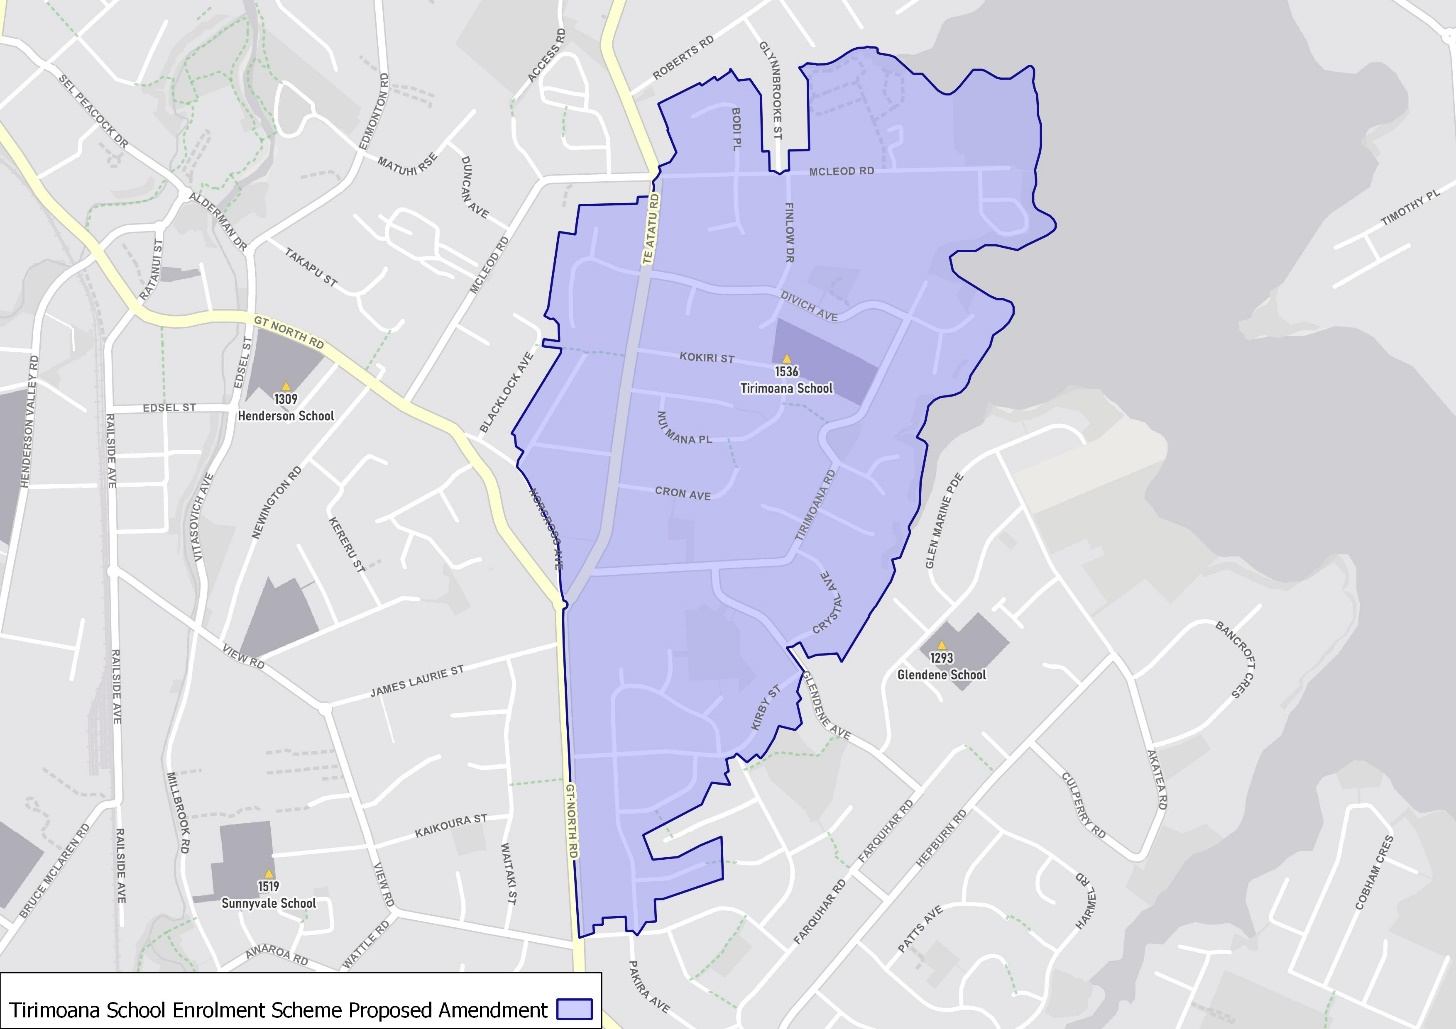 ROBERTS RD
GLYNNBROOKE ST
ACCESS RD
SEL PEACOCK DR
EDMONTON RD
BODI PL
MATUHI RSE
MCLEOD RD
DUNCAN AVE
ALDERMAN DR
TE ATATU RD
FINLOW DR
TIMOTHY PL
RATANUI ST
TAKAPU ST
MCLEOD RD
DIVICH AVE
GT NORTH RD
KOKIRI ST
1536
Tirimoana School
EDSEL ST
BLACKLOCK AVE
HENDERSON VALLEY RD
1309
Henderson School
EDSEL ST
NUI MANA PL
RAILSIDE AVE
CRON AVE
NEWINGTON RD
TIRIMOANA RD
GLEN MARINE PDE
VITASOVICH AVE
KERERU ST
NORCROSS AVE
CRYSTAL AVE
BANCROFT CRES
VIEW RD
1293
Glendene School
JAMES LAURIE ST
RAILSIDE AVE
KIRBY ST
GLENDENE AVE
AKATEA RD
MILLBROOK RD
GT NORTH RD
CULPERRY RD
FARQUHAR RD
HEPBURN RD
KAIKOURA ST
BRUCE MCLAREN RD
RAILSIDE AVE
WAITAKI ST
VIEW RD
COBHAM CRES
1519
Sunnyvale School
FARQUHAR RD
HARMEL RD
PATTS AVE
AWAROA RD
WATTLE RD
PAKIRA AVE
Tirimoana School Enrolment Scheme Proposed Amendment